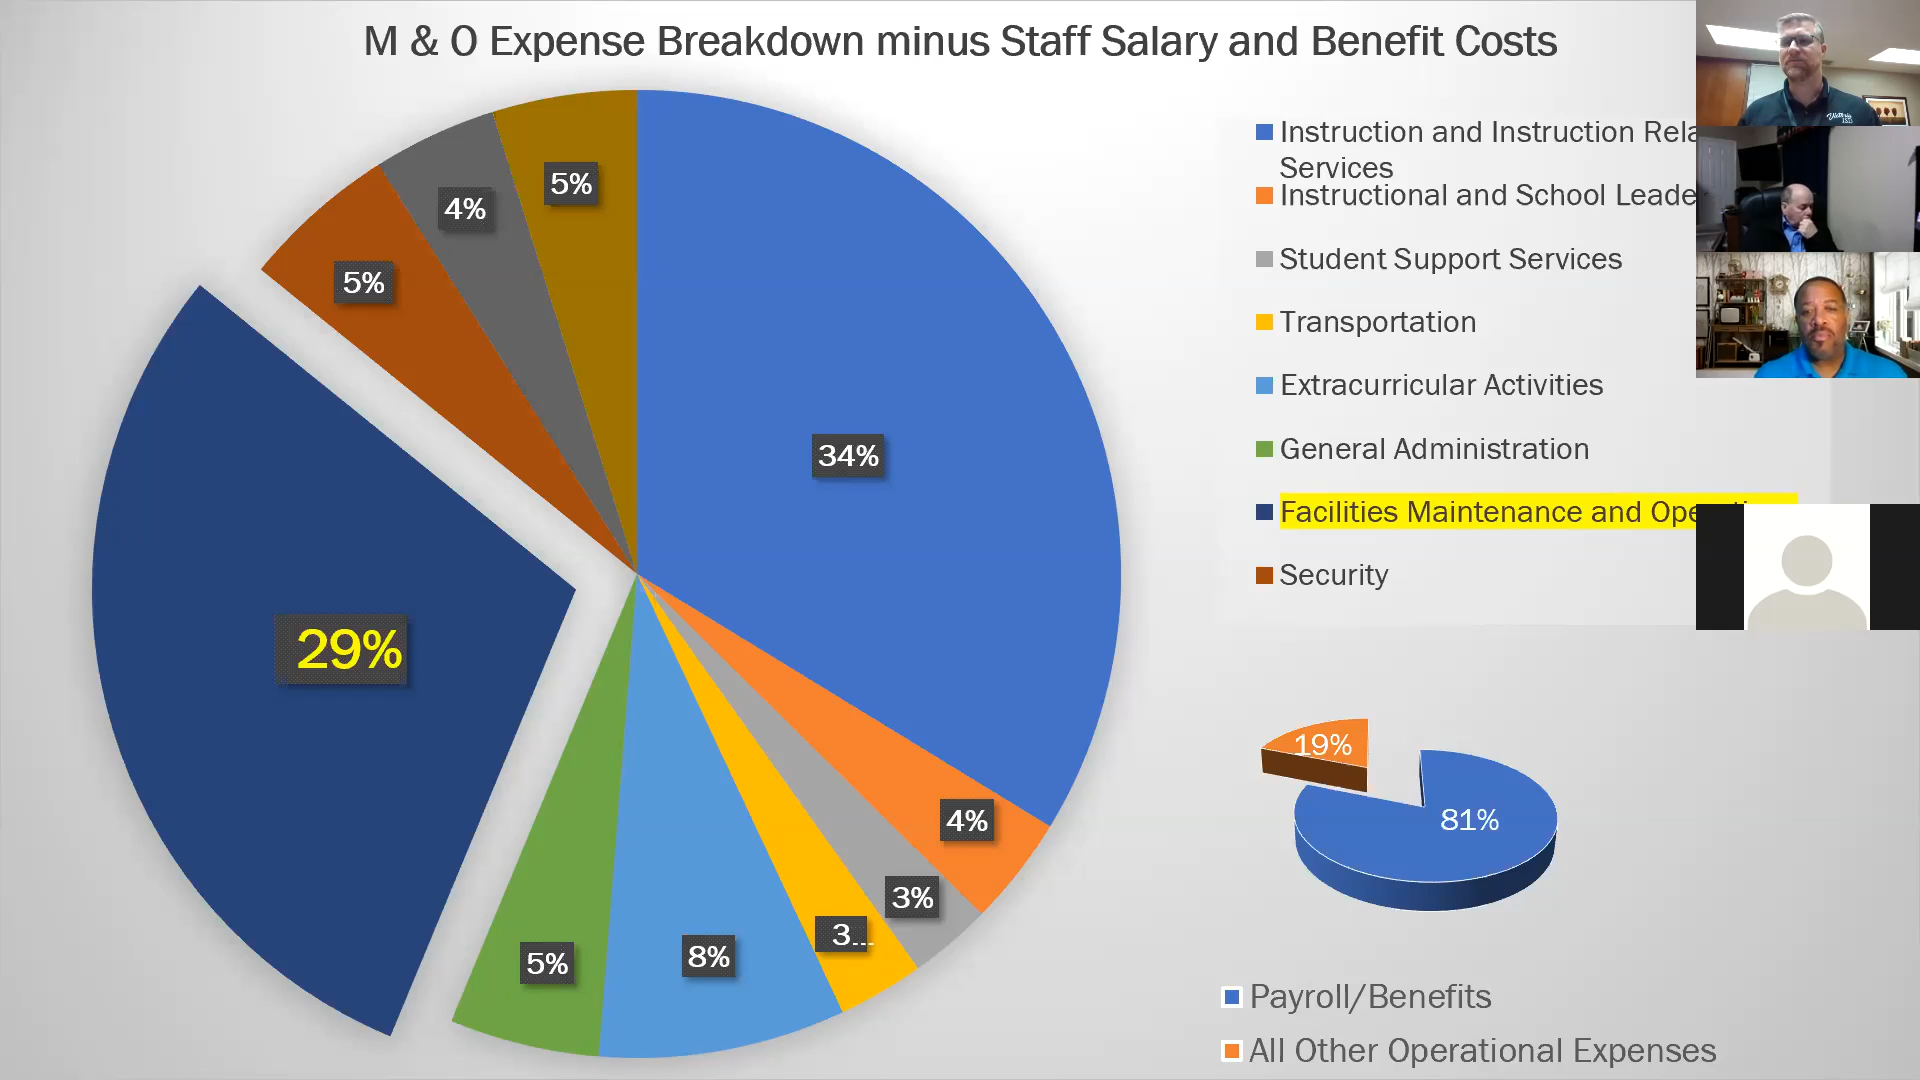 M & O Expense Breakdown minus Staff Salary and Benefit Costs
5%
4%
5%
34%
29%
4%
3%
3...
8%
5%
Instruction and Instruction Rela
Services
Instructional and School Leade
Student Support Services
Transportation
Extracurricular Activities
General Administration
Facilities Maintenance and Ope
Security
19%
81%
Payroll/Benefits
All Other Operational Expenses